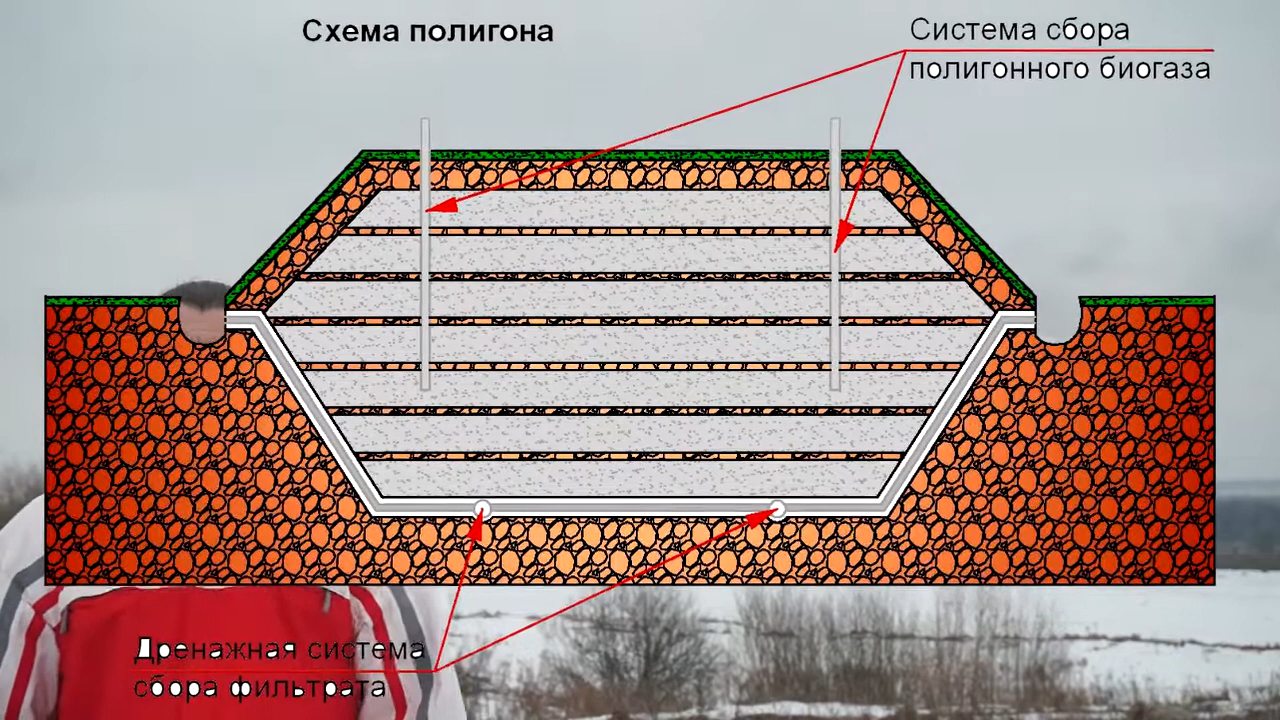 Схема полигона
Система сбора
полигонного биогаза
Дренажная система
сбора фильтрата